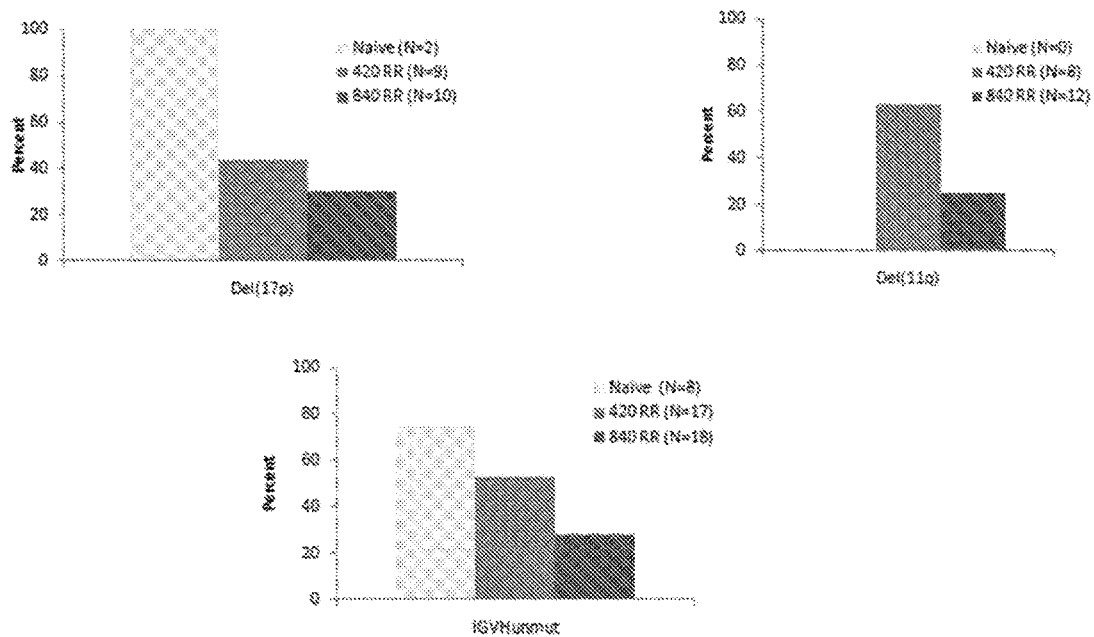 100
80
60
40
20
0
Percent
Naive (N=2)
420 RR (N=9)
840 RR (N=10)
Del(17p)
100
80
60
40
20
0
Percent
Naive (N=0)
420 RR (N=8)
840 RR (N=12)
Del(11q)
100
80
60
40
20
0
Percent
Naive (N=8)
420 RR (N=17)
840 RR (N=18)
IGVHunmut